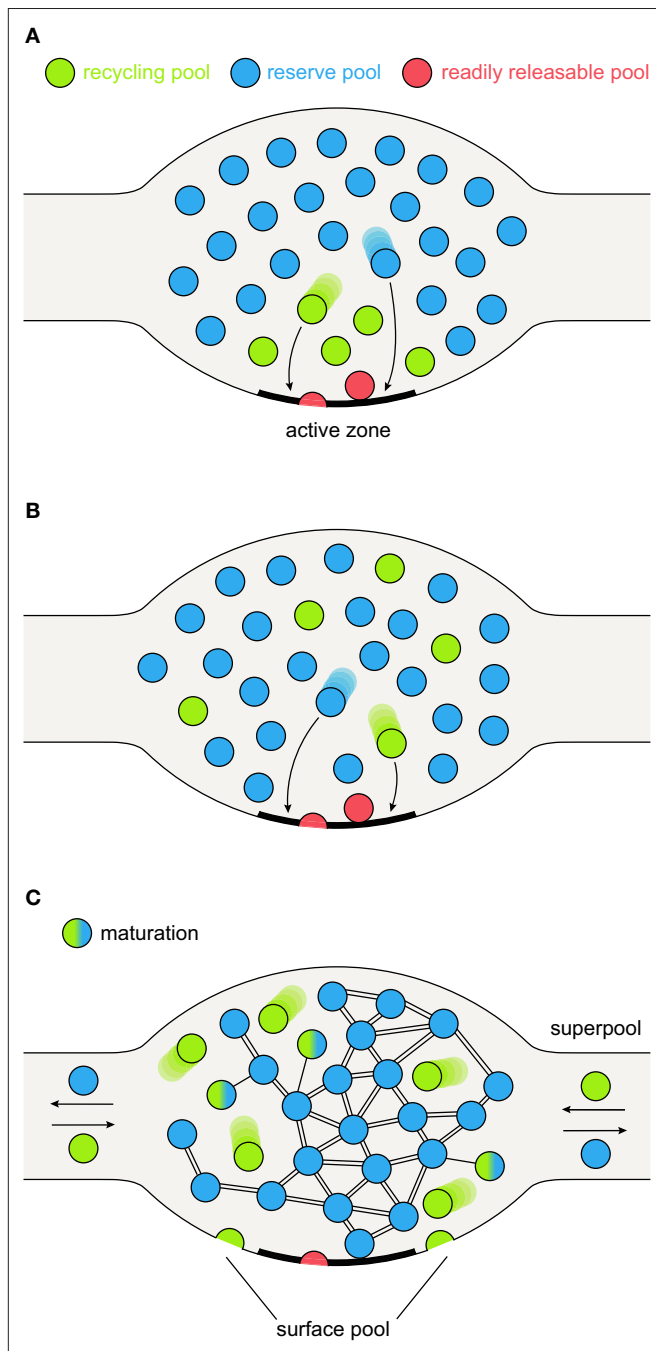 A
recycling pool reserve pool readily releasable pool
active zone
B
C
maturation
superpool
surface pool